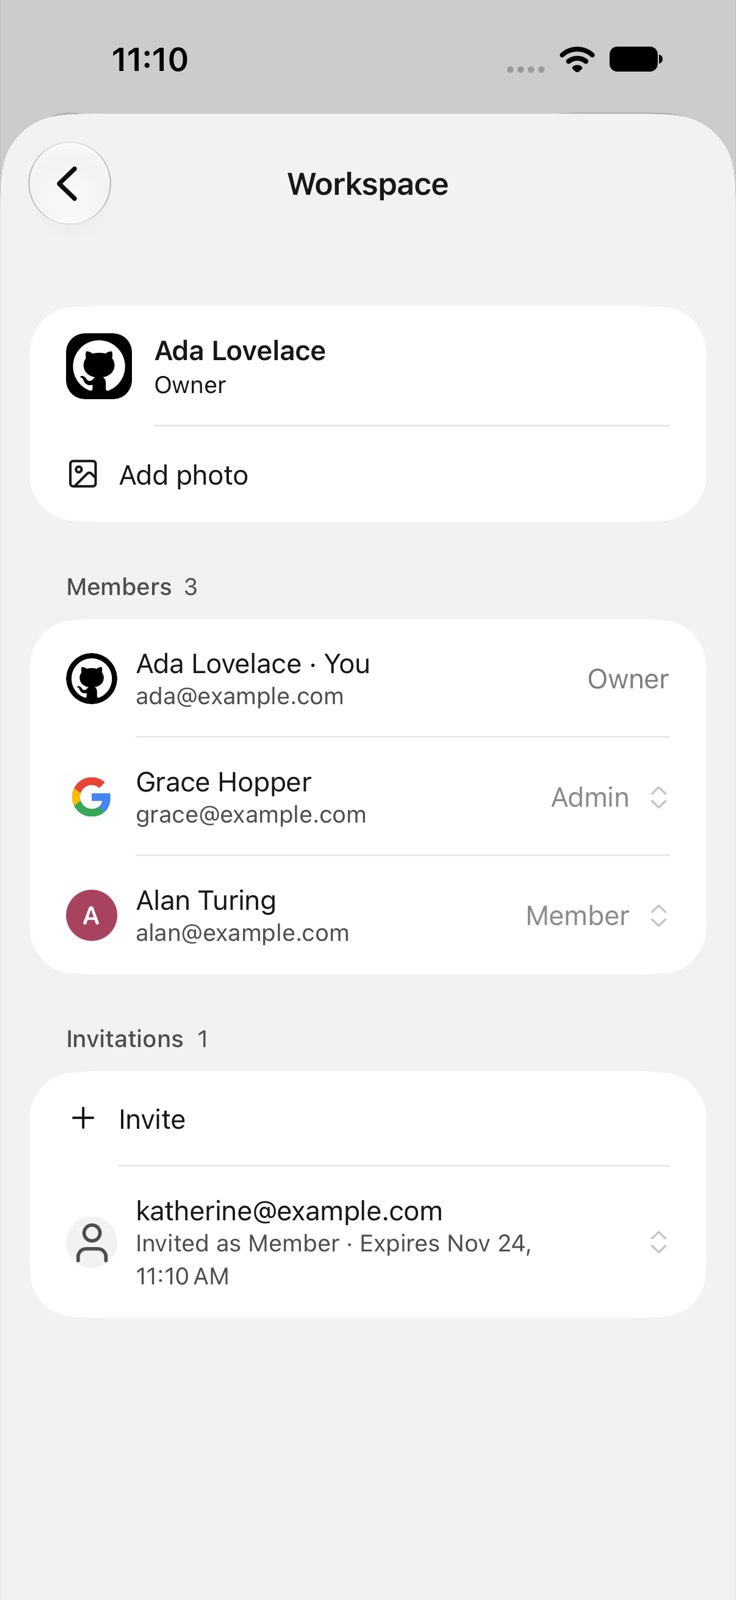 11:10
Workspace
Ada Lovelace
Owner
Add photo
Members 3
Ada Lovelace · You
ada@example.com
Owner
Grace Hopper
grace@example.com
Admin
A
Alan Turing
alan@example.com
Member
Invitations 1
Invite
katherine@example.com
Invited as Member · Expires Nov 24,
11:10 AM